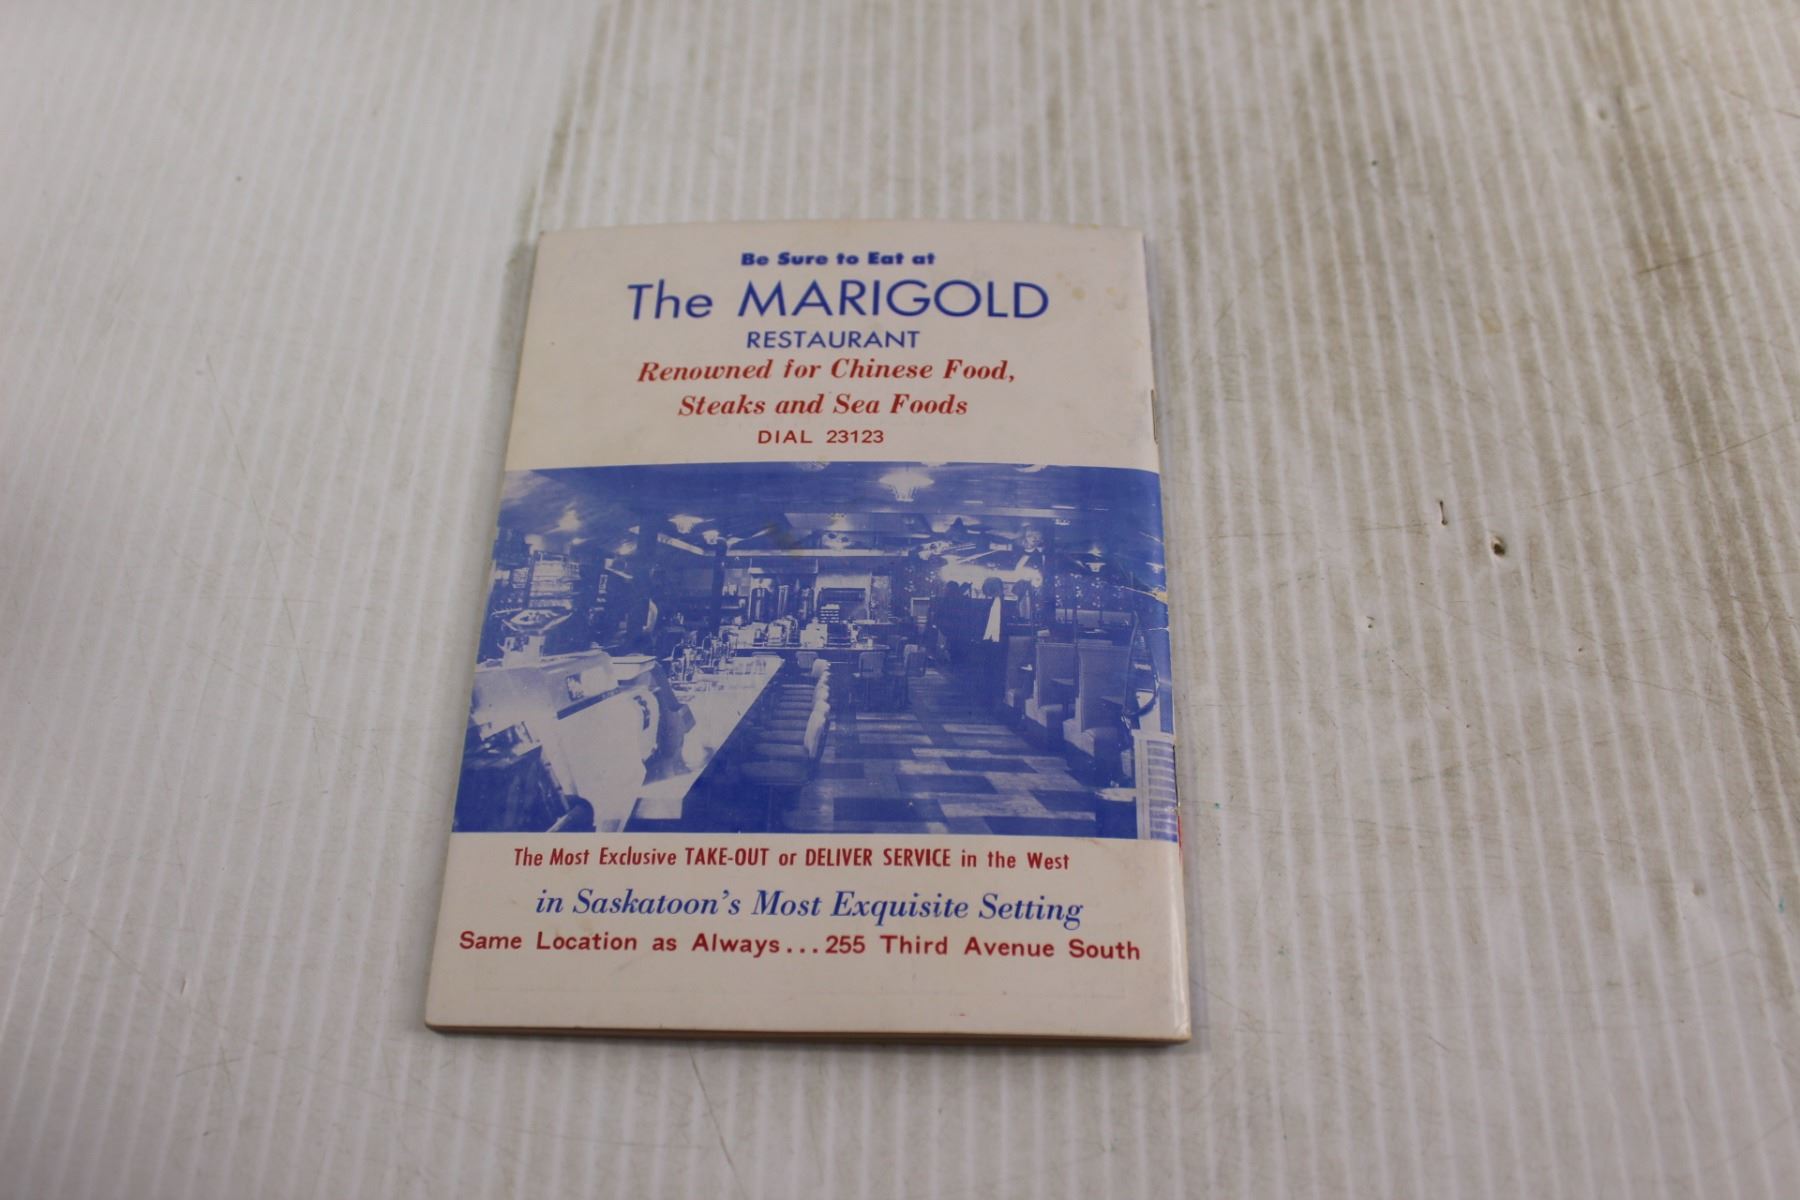 Be Sure to Eat at
The MARIGOLD
RESTAURANT
Renowned for Chinese Food,
Steaks and Sea Foods
DIAL 23123
The Most Exclusive TAKE-OUT or DELIVER SERVICE in the West
in Saskatoon's Most Exquisite Setting
Same Location as Always...255 Third Avenue South